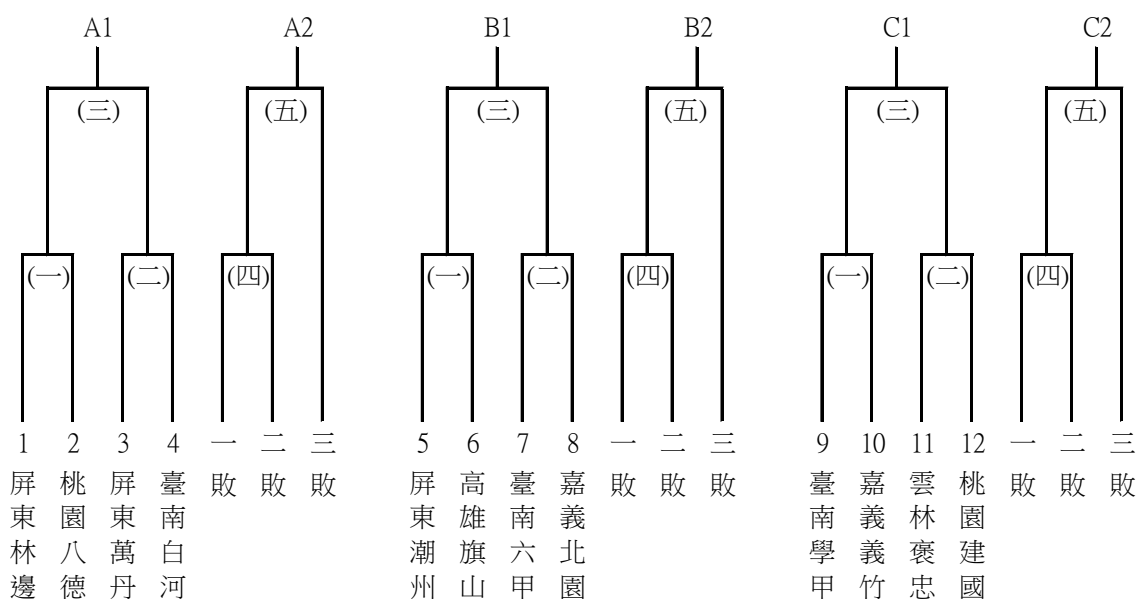 A1 A2 B1 B2 C1 C2
(三) (五) (三) (五) (三) (五)
(一) (二) (四) (一) (二) (四) (一) (二) (四)
1 2 3 4 一 二 三 5 6 7 8 一 二 三 9 10 11 12 一 二 三
屏東林邊
桃園八德
屏東萬丹
臺南白河
敗
敗
敗
屏東潮州
高雄旗山
臺南六甲
嘉義北園
敗
敗
敗
臺南學甲
嘉義義竹
雲林褒忠
桃園建國
敗
敗
敗